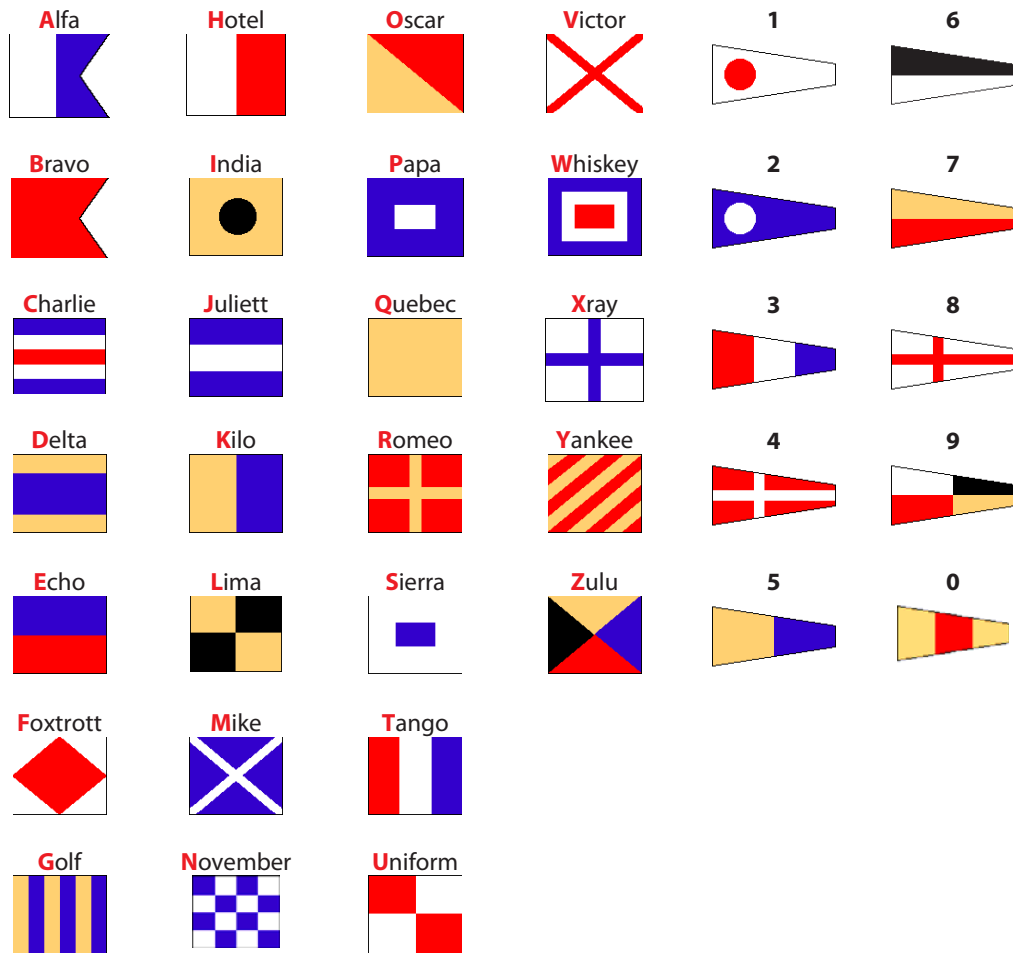 Alfa Hotel Oscar Victor 1 6
Bravo India Papa Whiskey 2 7
Charlie Juliett Quebec Xray 3 8
Delta Kilo Romeo Yankee 4 9
Echo Lima Sierra Zulu 5 0
Foxtrott Mike Tango
Golf November Uniform